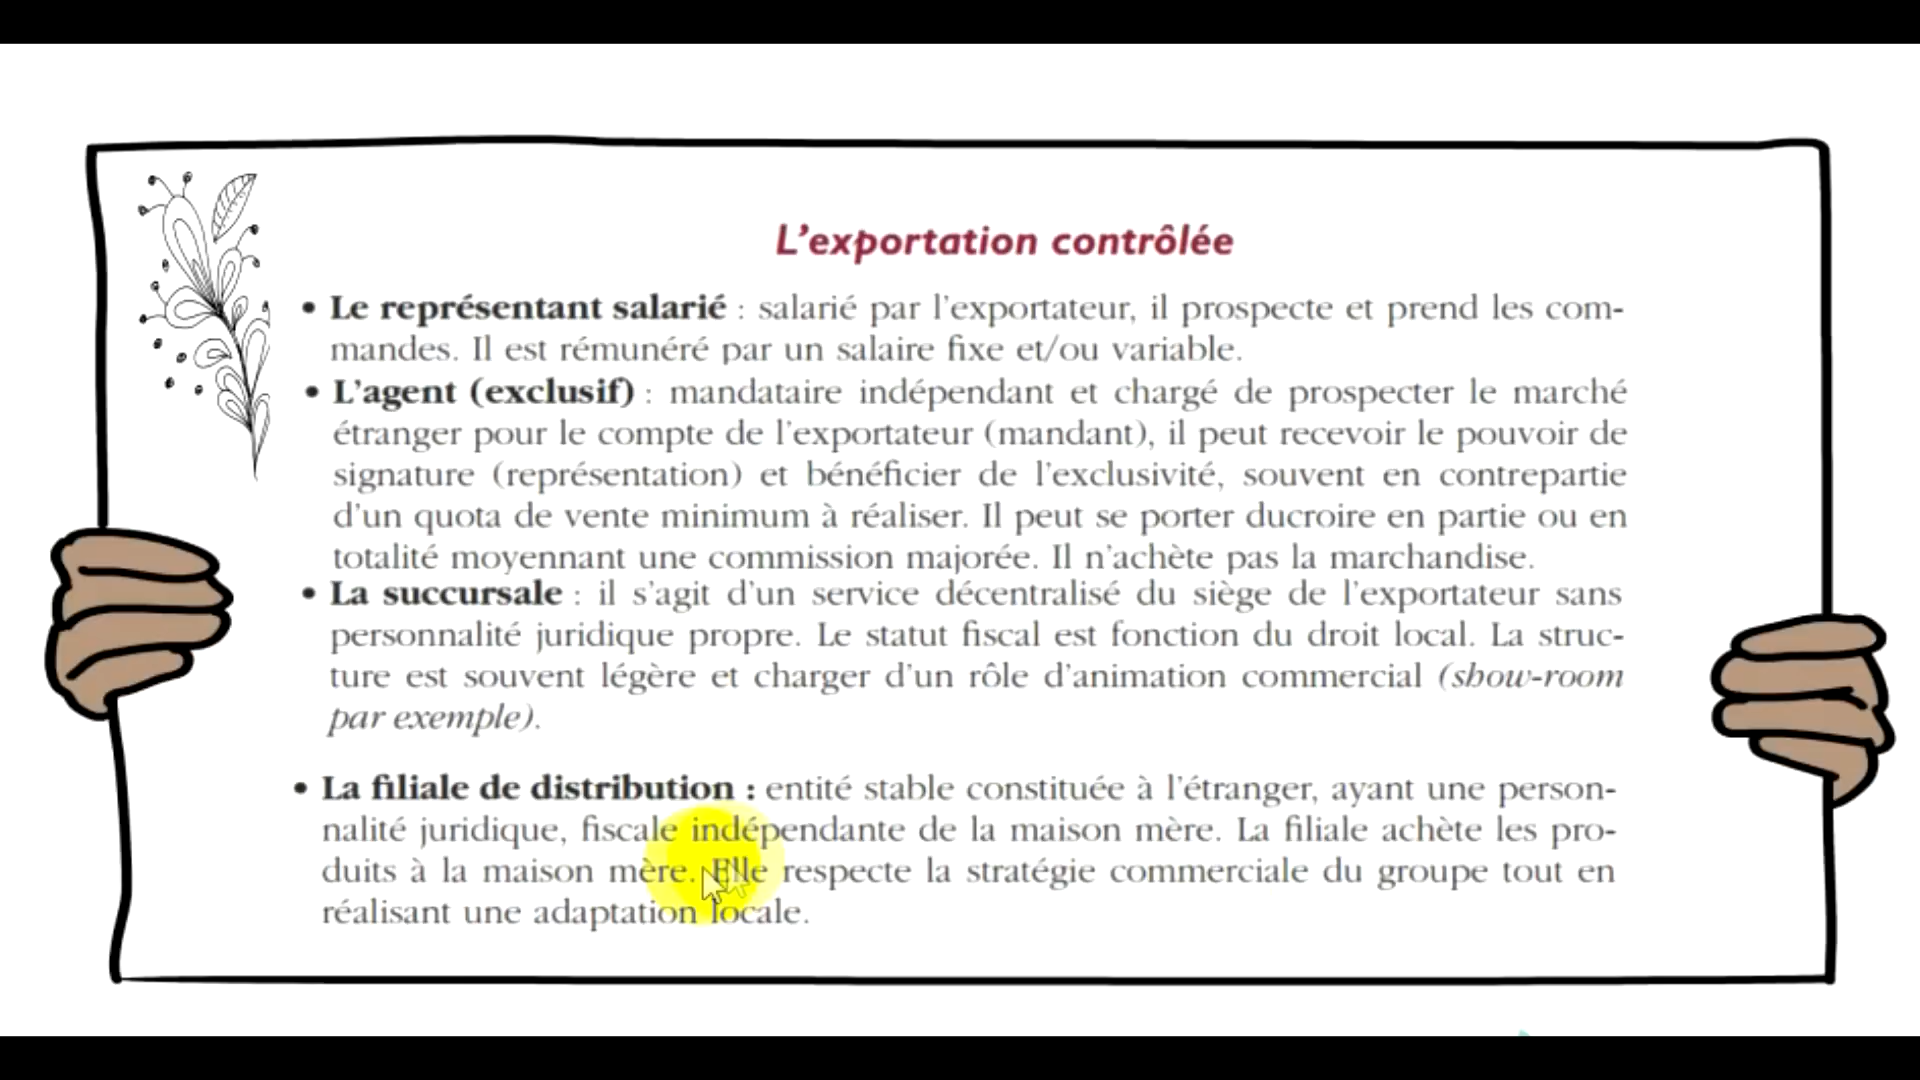 L'exportation contrôlée
• Le représentant salarié : salarié par l'exportateur, il prospecte et prend les com-
mandes. Il est rémunéré par un salaire fixe et/ou variable.
• L'agent (exclusif) : mandataire indépendant et chargé de prospecter le marché
étranger pour le compte de l'exportateur (mandant), il peut recevoir le pouvoir de
signature (représentation) et bénéficier de l'exclusivité, souvent en contrepartie
d'un quota de vente minimum à réaliser. Il peut se porter ducroire en partie ou en
totalité moyennant une commission majorée. Il n'achète pas la marchandise.
• La succursale : il s'agit d'un service décentralisé du siège de l'exportateur sans
personnalité juridique propre. Le statut fiscal est fonction du droit local. La struc-
ture est souvent légère et charger d'un rôle d'animation commercial (show-room
par exemple).
• La filiale de distribution : entité stable constituée à l'étranger, ayant une person-
nalité juridique, fiscale indépendante de la maison mère. La filiale achète les pro-
duits à la maison mère. Elle respecte la stratégie commerciale du groupe tout en
réalisant une adaptation locale.